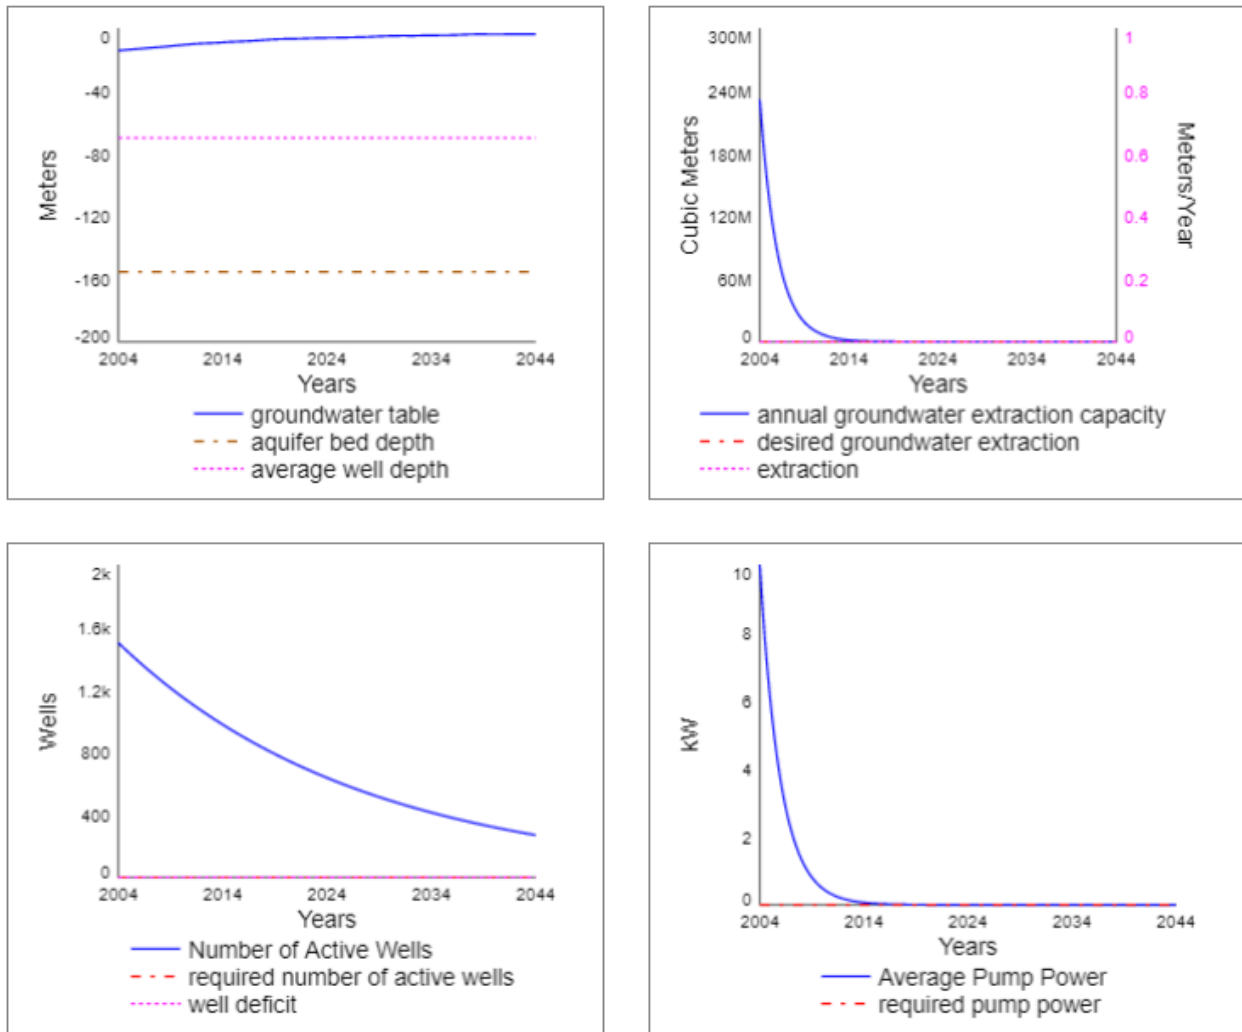 0
-40
-80
-120
-160
-200
Meters
2004 2014 2024 2034 2044
Years
groundwater table
aquifer bed depth
average well depth
300M
240M
180M
120M
60M
0
Cubic Meters
1
0.8
0.6
0.4
0.2
0
Meters/Year
2004 2014 2024 2034 2044
Years
annual groundwater extraction capacity
desired groundwater extraction
extraction
2k
1.6k
1.2k
800
400
0
Wells
2004 2014 2024 2034 2044
Years
Number of Active Wells
required number of active wells
well deficit
10
8
6
4
2
0
kW
2004 2014 2024 2034 2044
Years
Average Pump Power
required pump power